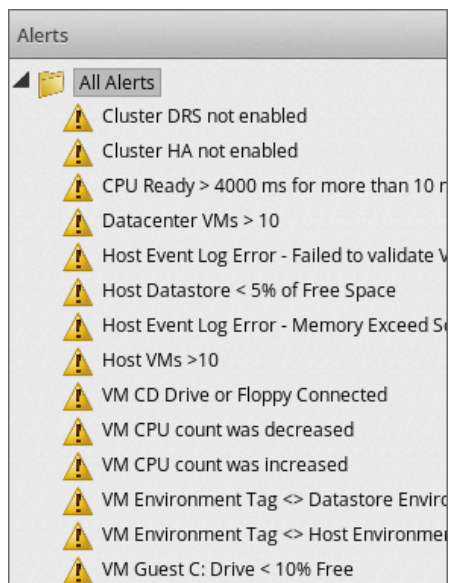 Alerts
All Alerts
Cluster DRS not enabled
Cluster HA not enabled
CPU Ready > 4000 ms for more than 10
Datacenter VMs > 10
Host Event Log Error - Failed to validate
Host Datastore < 5% of Free Space
Host Event Log Error - Memory Exceed
Host VMs >10
VM CD Drive or Floppy Connected
VM CPU count was decreased
VM CPU count was increased
VM Environment Tag <> Datastore
VM Environment Tag <> Host
VM Guest C: Drive < 10% Free